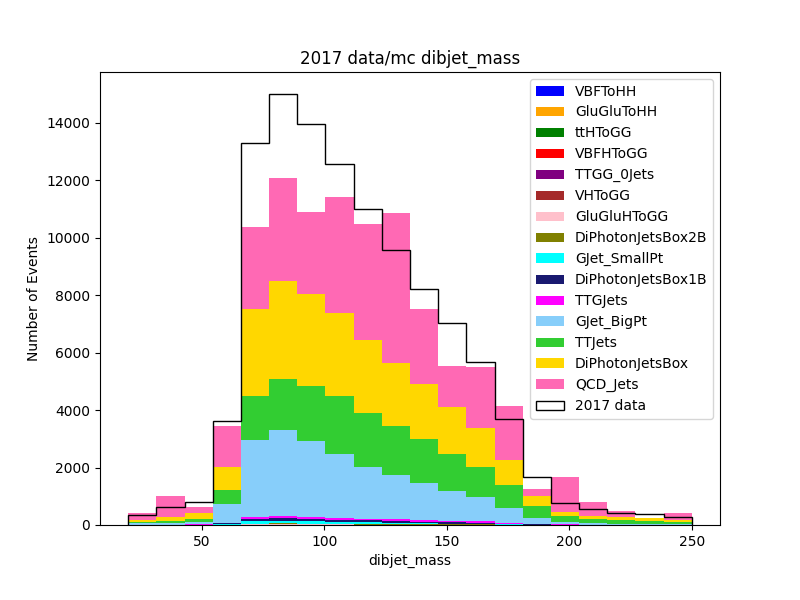 2017 data/mc dibjet_mass
Number of Events
14000
12000
10000
8000
6000
4000
2000
0
50
100
150
200
250
dibjet_mass
VBFToHH
GluGluToHH
ttHToGG
VBFHToGG
TTGG_0Jets
VHToGG
GluGluHToGG
DiPhotonJetsBox2B
GJet_SmallPt
DiPhotonJetsBox1B
TTGJets
GJet_BigPt
TTJets
DiPhotonJetsBox
QCD_Jets
2017 data